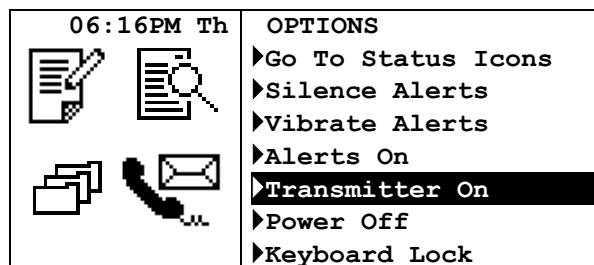 06:16PM Th
OPTIONS
Go To Status Icons
Silence Alerts
Vibrate Alerts
Alerts On
Transmitter On
Power Off
Keyboard Lock